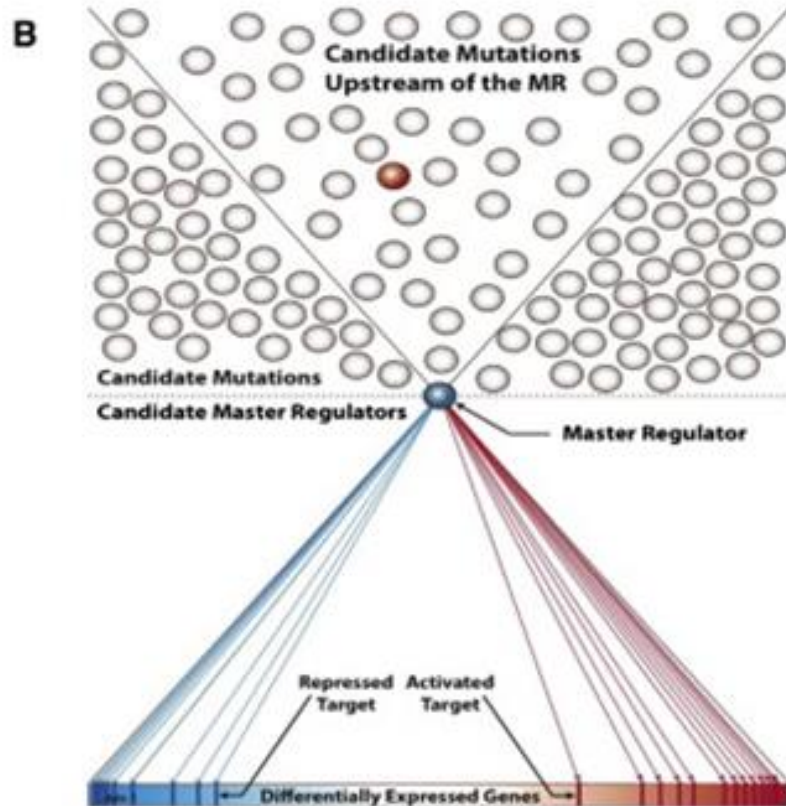 B
Candidate Mutations
Upstream of the MR
Candidate Mutations
Candidate Master Regulators
Master Regulator
Repressed Activated
Target Target
Differentially Expressed Genes